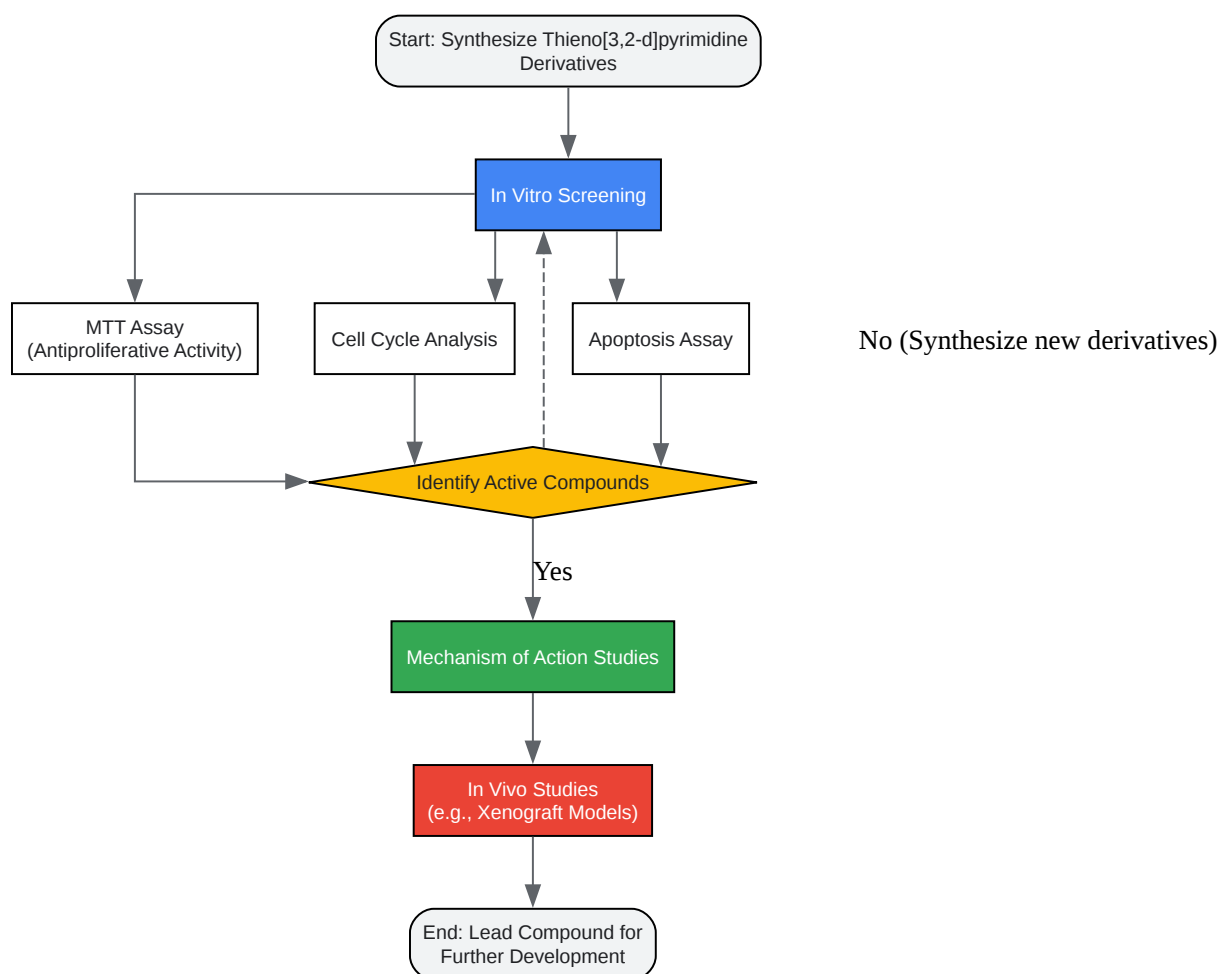 Start: Synthesize Thieno[3,2-d]pyrimidine
Derivatives
In Vitro Screening
MTT Assay
(Antiproliferative Activity)
Cell Cycle Analysis
Apoptosis Assay
No (Synthesize new derivatives)
Identify Active Compounds
Yes
Mechanism of Action Studies
In Vivo Studies
(e.g., Xenograft Models)
End: Lead Compound for
Further Development